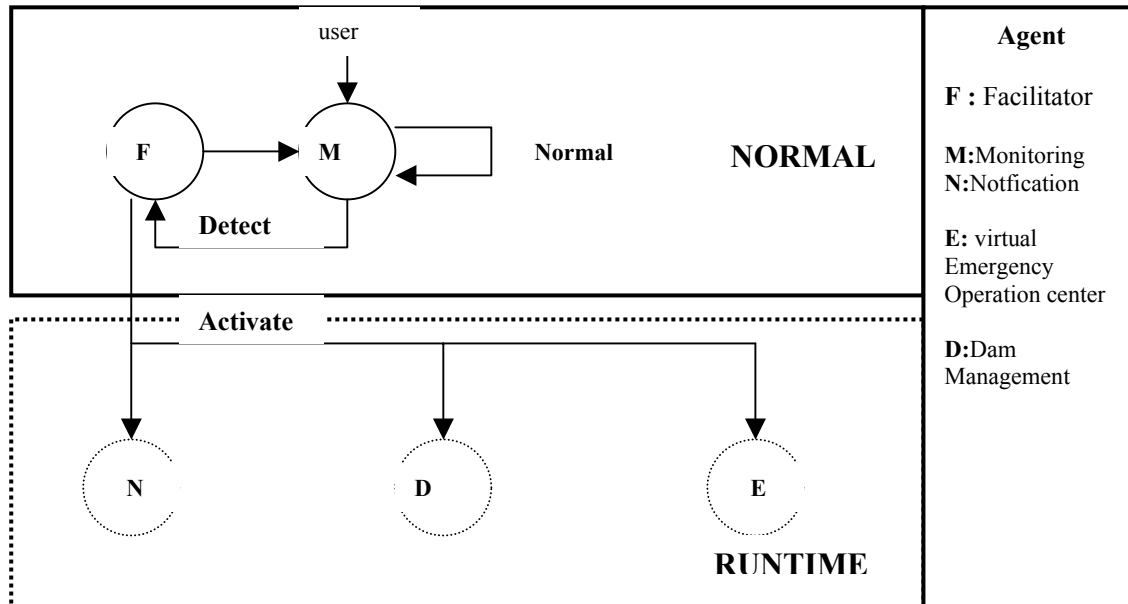 user
F
M
Normal
NORMAL
Detect
Activate
N
D
E
RUNTIME
Agent
F : Facilitator
M:Monitoring
N:Notfication
E: virtual
Emergency
Operation center
D:Dam
Management